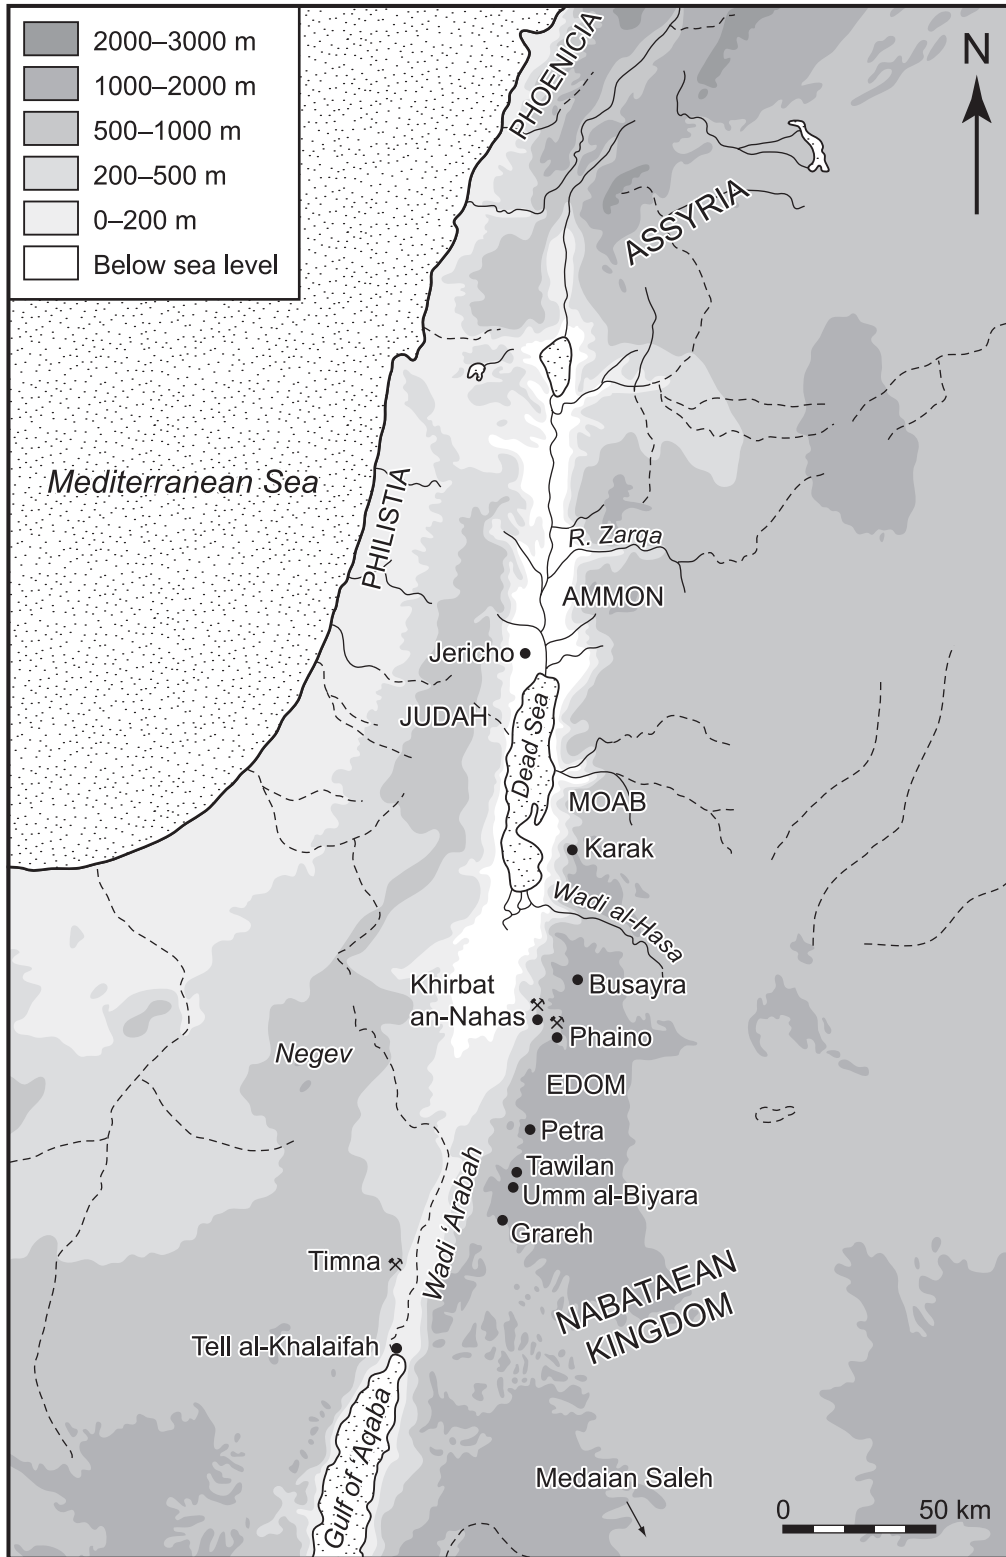 2000–3000 m
1000–2000 m
500–1000 m
200–500 m
0–200 m
Below sea level
N
PHOENICIA
ASSYRIA
Mediterranean Sea
PHILISTIA
R. Zarqa
AMMON
Jericho
JUDAH
Dead Sea
MOAB
Karak
Wadi al-Hasa
Busayra
Khirbat
an-Nahas
Phaino
Negev
EDOM
Petra
Tawilan
Umm al-Biyara
Grareh
Wadi ‘Arabah
Timna
NABATAEAN
KINGDOM
Tell al-Khalaifah
Gulf of ‘Aqaba
Medaian Saleh
0 50 km